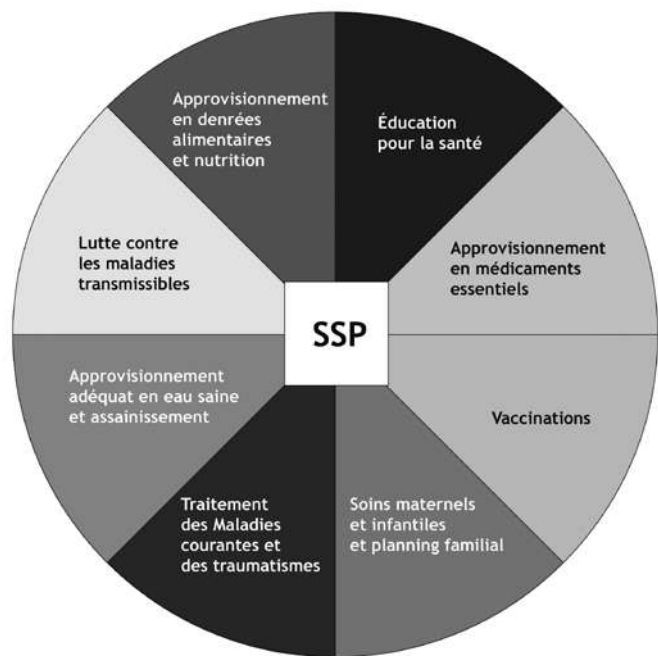 Approvisionnement
en denrées
alimentaires
et nutrition
Éducation
pour la santé
Lutte contre
les maladies
transmissibles
Approvisionnement
en médicaments
essentiels
SSP
Approvisionnement
adéquat en eau saine
et assainissement
Vaccinations
Traitement
des Maladies
courantes et
des traumatismes
Soins maternels
et infantiles
et planning familial